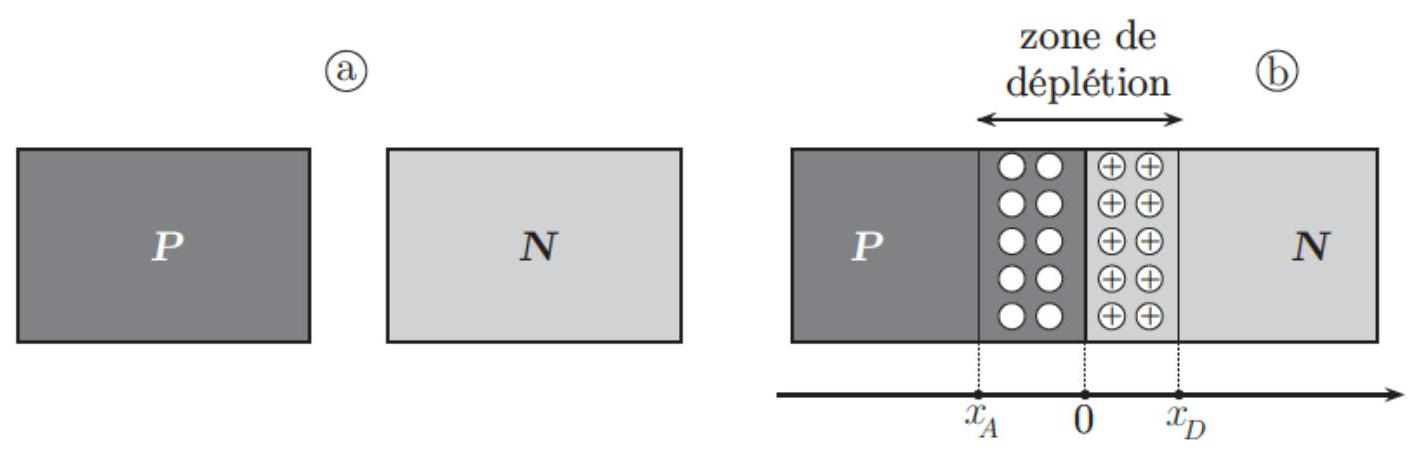 ⓐ
P
N
zone de
déplétion
ⓑ
P
+ +
+ +
+ +
+ +
+ +
N
x_A
0
x_D